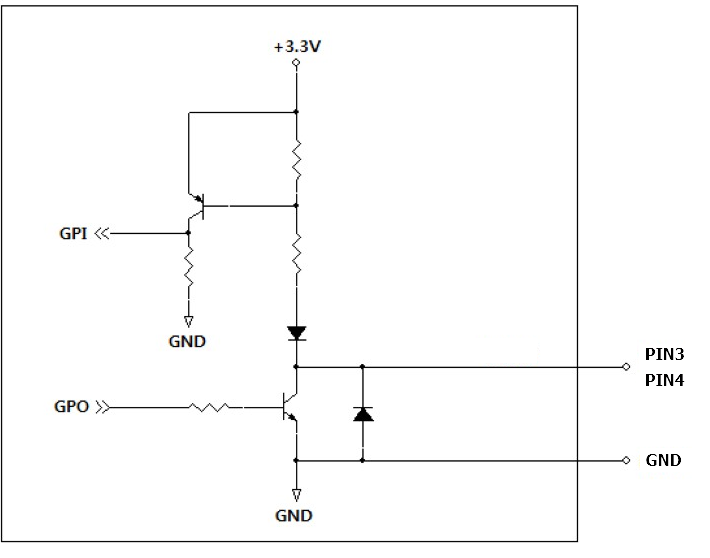 +3.3V
GPI
GND
PIN3
PIN4
GPO
GND
GND